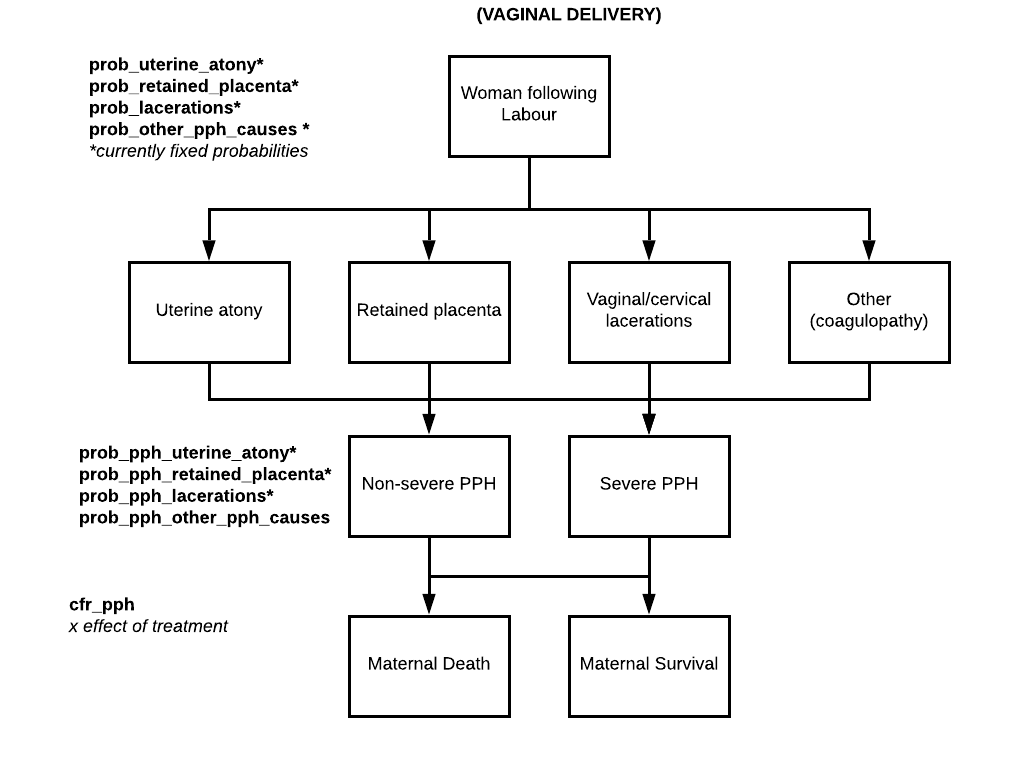 (VAGINAL DELIVERY)
prob_uterine_atony*
prob_retained_placenta*
prob_lacerations*
prob_other_pph_causes *
*currently fixed probabilities
Woman following
Labour
Uterine atony
Retained placenta
Vaginal/cervical
lacerations
Other
(coagulopathy)
prob_pph_uterine_atony*
prob_pph_retained_placenta*
prob_pph_lacerations*
prob_pph_other_pph_causes
Non-severe PPH
Severe PPH
cfr_pph
x effect of treatment
Maternal Death
Maternal Survival